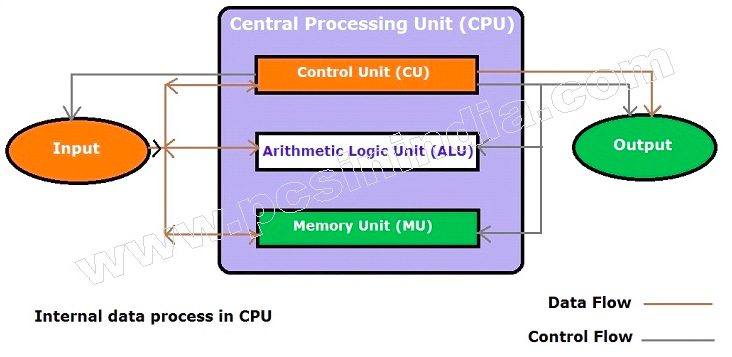 Central Processing Unit (CPU)
Control Unit (CU)
Input
Arithmetic Logic Unit (ALU)
Output
Memory Unit (MU)
www.pcsinindia.com
Internal data process in CPU
Data Flow
Control Flow